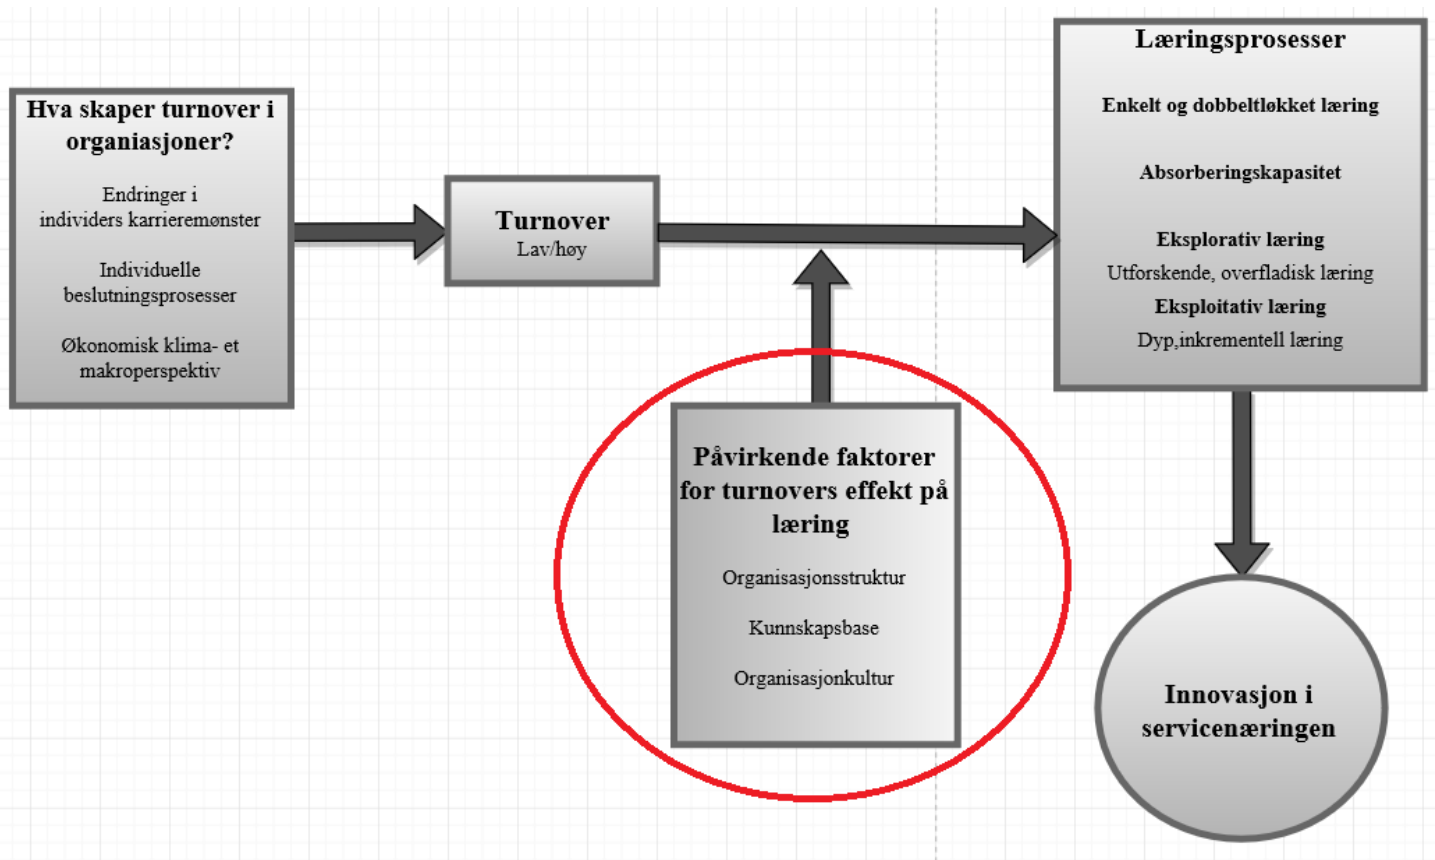 Hva skaper turnover i
organiasjoner?
Endringer i
individers karrieremønster
Individuelle
beslutningsprosesser
Økonomisk klima- et
makroperspektiv
Turnover
Lav/høy
Påvirkende faktorer
for turnovers effekt på
læring
Organisasjonsstruktur
Kunnskapsbase
Organisasjonkultur
Læringsprosesser
Enkelt og dobbeltløkket læring
Absorberingskapasitet
Eksplorativ læring
Utforskende, overfladisk læring
Eksploitativ læring
Dyp,inkrementell læring
Innovasjon i
servicenæringen